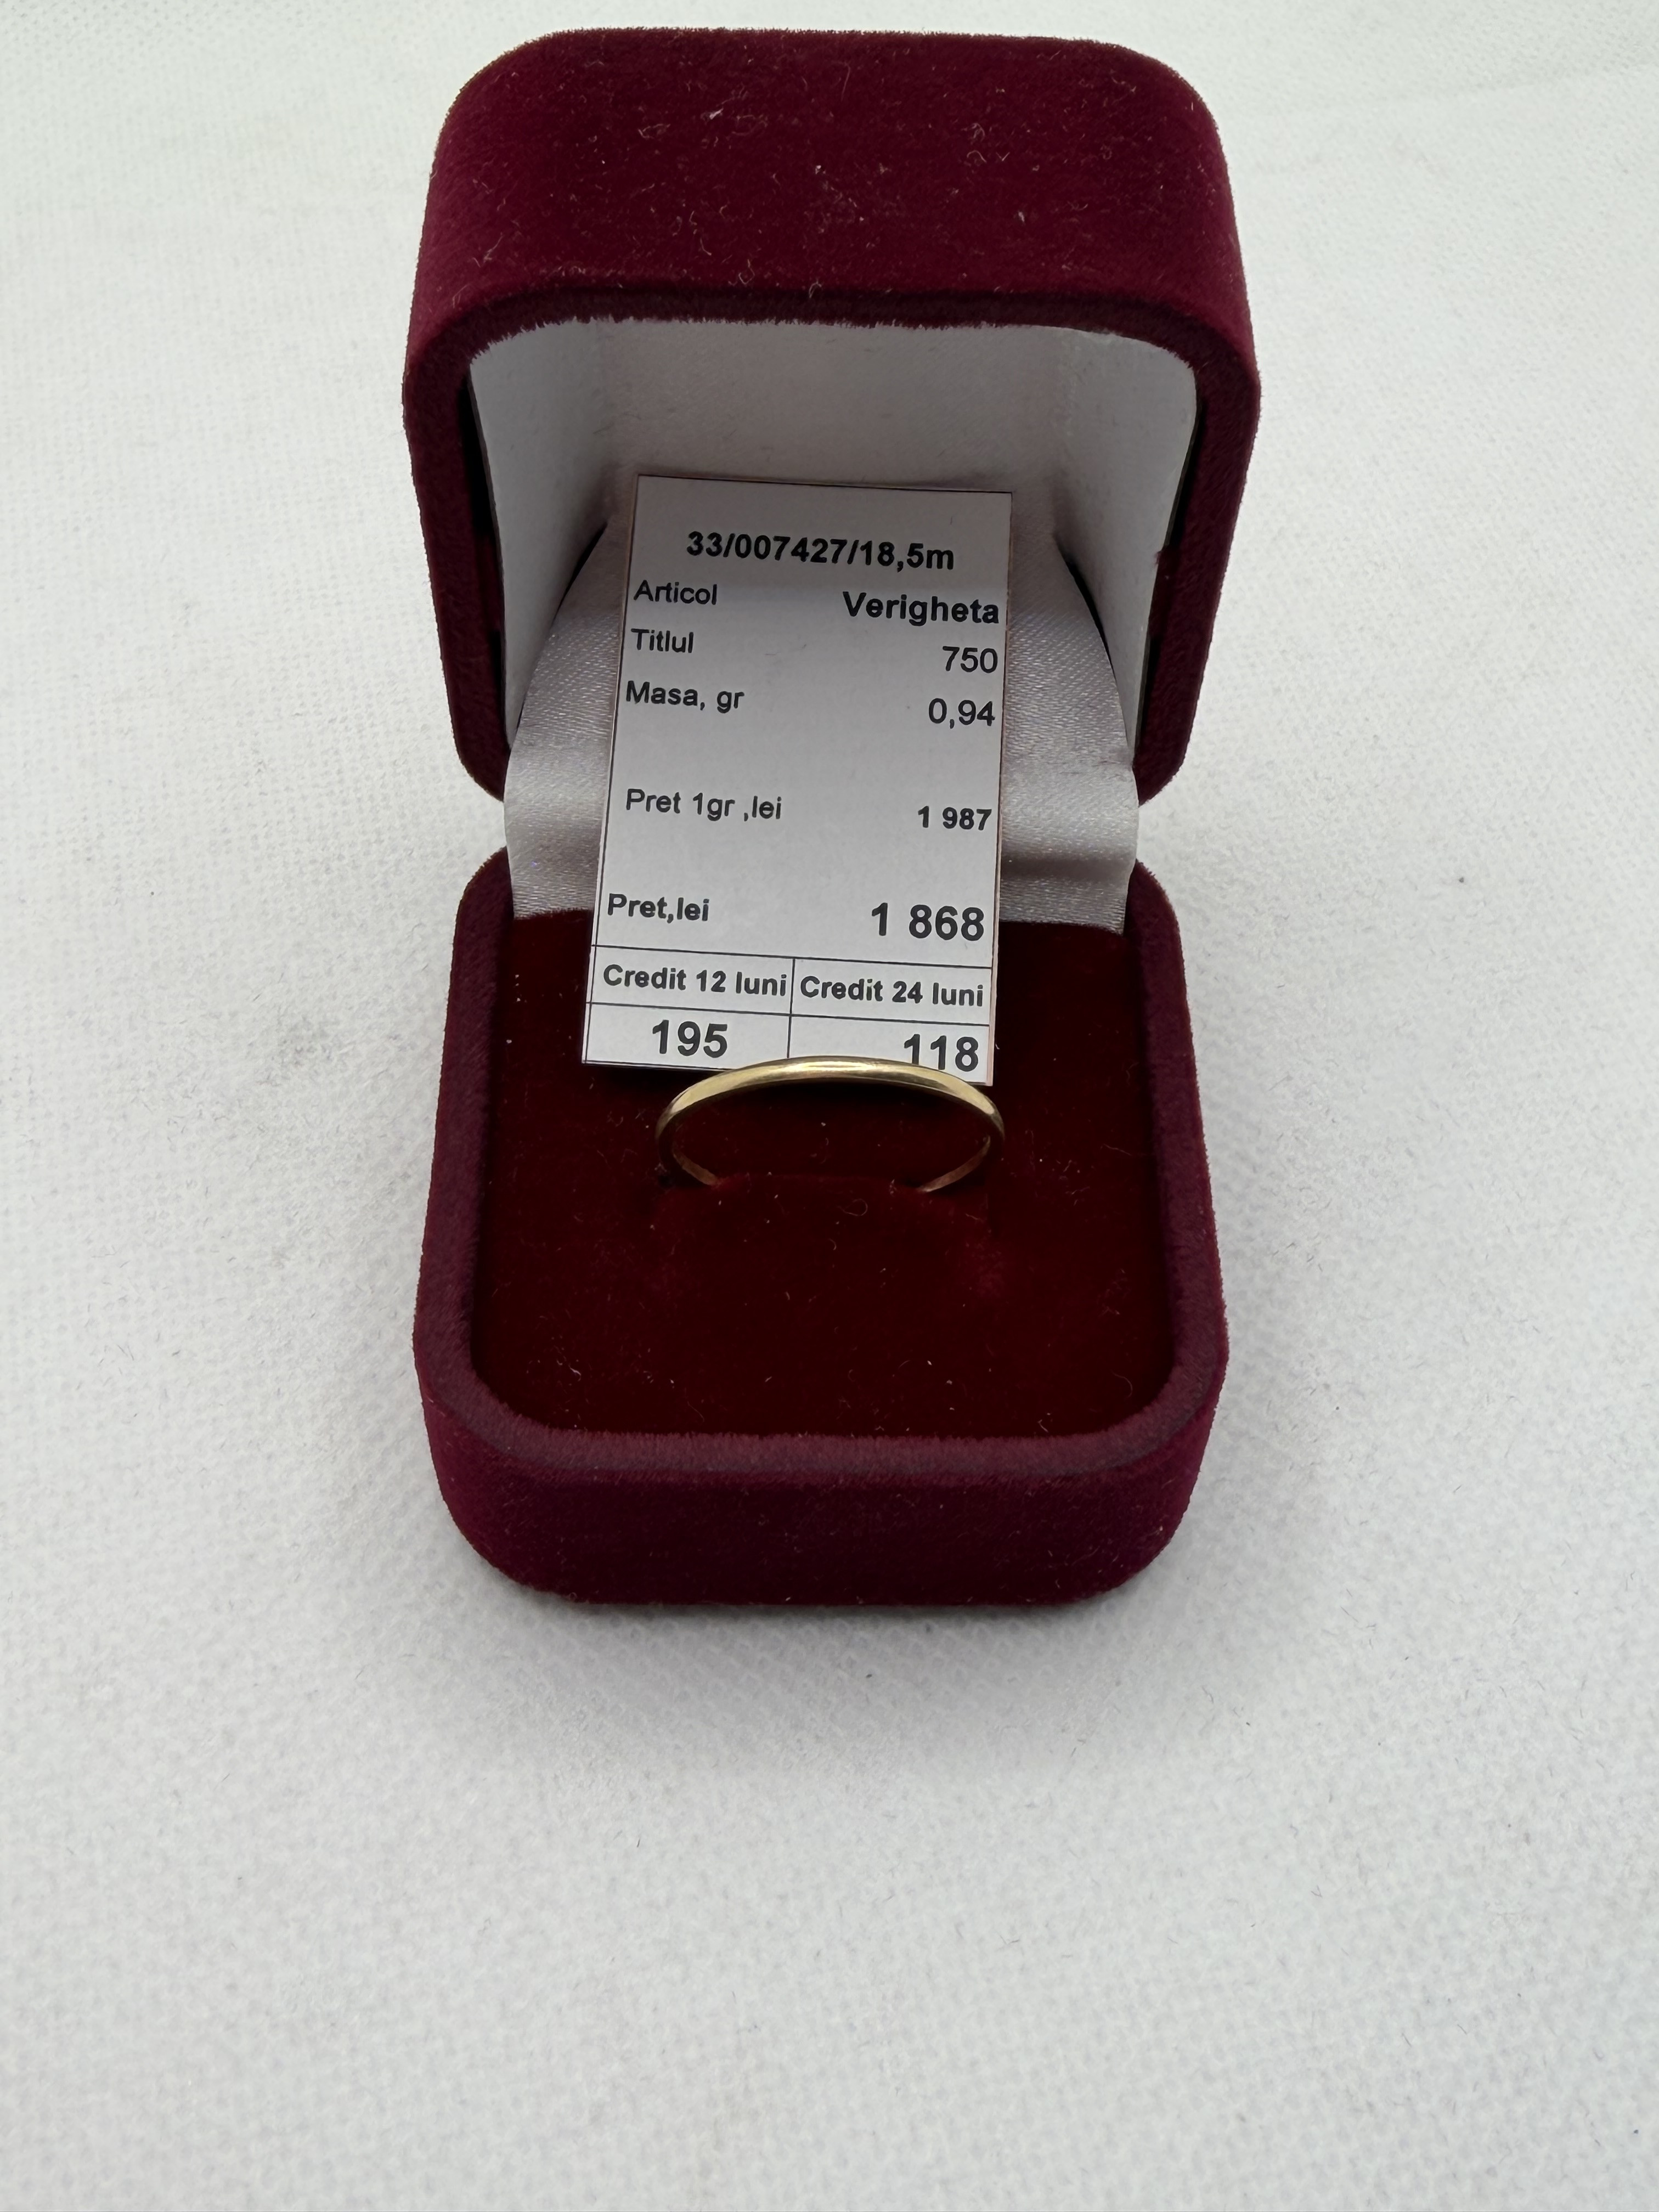 33/007427/18,5m
Articol Verigheta
Titlul 750
Masa, gr 0,94
Pret 1gr ,lei 1 987
Pret,lei 1 868
Credit 12 luni Credit 24 luni
195 118